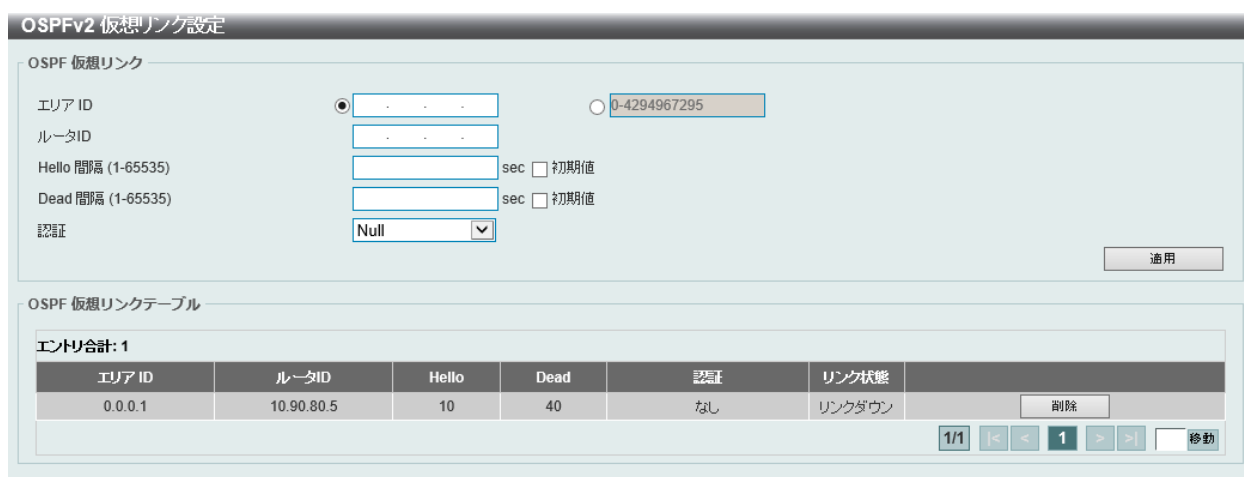 OSPFv2 仮想リンク設定
OSPF 仮想リンク
エリア ID 0-4294967295
ルータID
Hello 間隔 (1-65535) sec 初期値
Dead 間隔 (1-65535) sec 初期値
認証 Null
適用
OSPF 仮想リンクテーブル
エントリ合計: 1
エリア ID ルータID Hello Dead 認証 リンク状態
0.0.0.1 10.90.80.5 10 40 なし リンクダウン 削除
1/1 |< < 1 > >| 移動